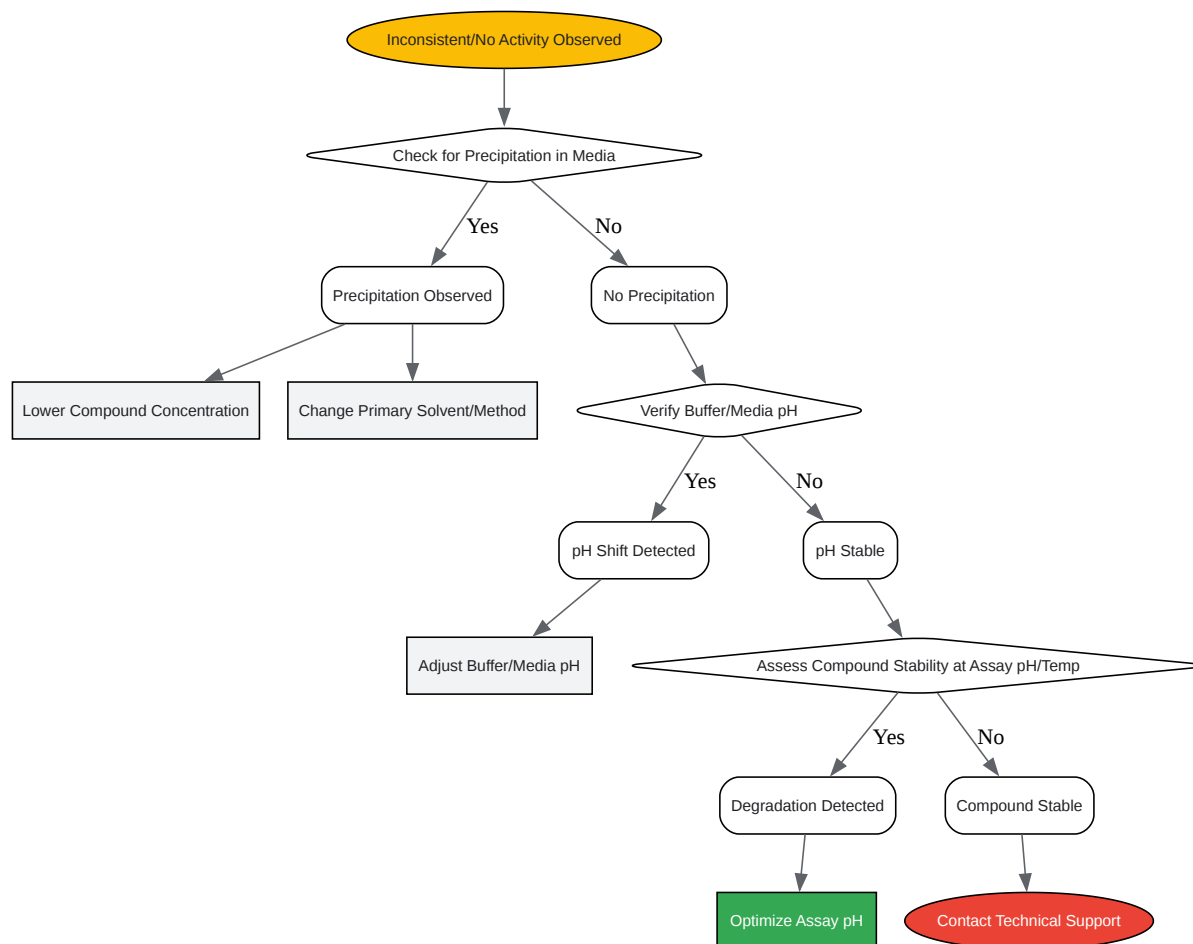 Inconsistent/No Activity Observed
Check for Precipitation in Media
Yes
No
Precipitation Observed
No Precipitation
Lower Compound Concentration
Change Primary Solvent/Method
Verify Buffer/Media pH
Yes
No
pH Shift Detected
pH Stable
Adjust Buffer/Media pH
Assess Compound Stability at Assay pH/Temp
Yes
No
Degradation Detected
Compound Stable
Optimize Assay pH
Contact Technical Support